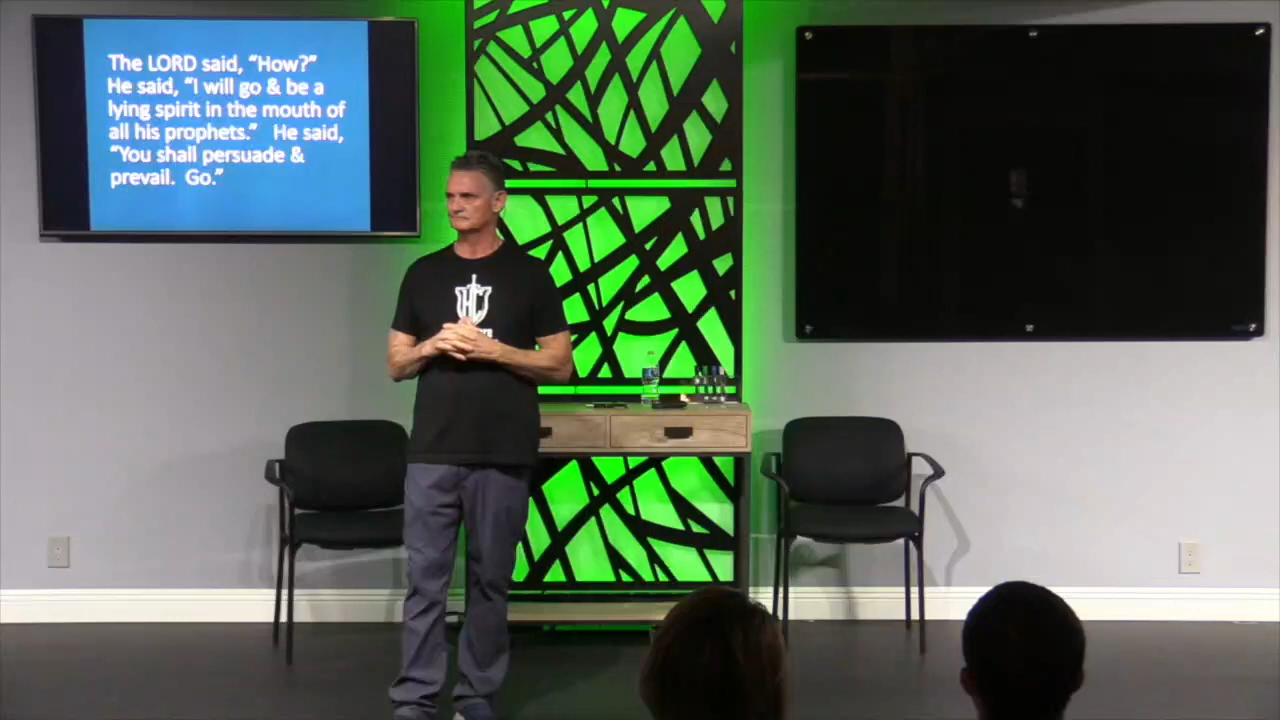 The LORD said, “How?”
He said, “I will go & be a
lying spirit in the mouth of
all his prophets.”   He said,
“You shall persuade &
prevail.  Go.”
HC